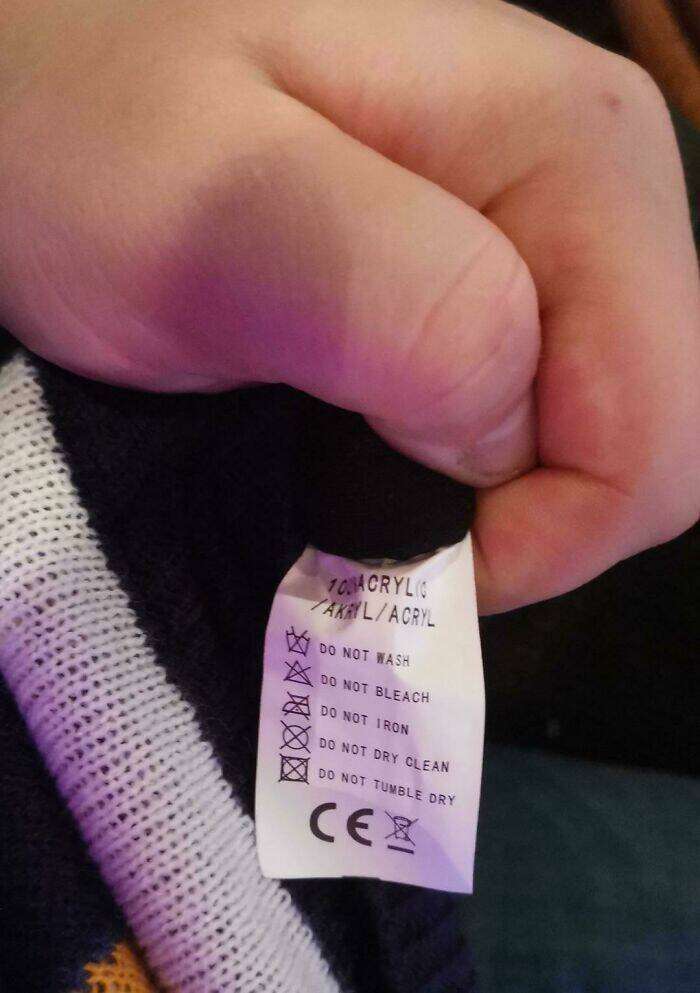 100% ACRYLIC
/AKRYL/ACRYL
DO NOT WASH
DO NOT BLEACH
DO NOT IRON
DO NOT DRY CLEAN
DO NOT TUMBLE DRY
CE